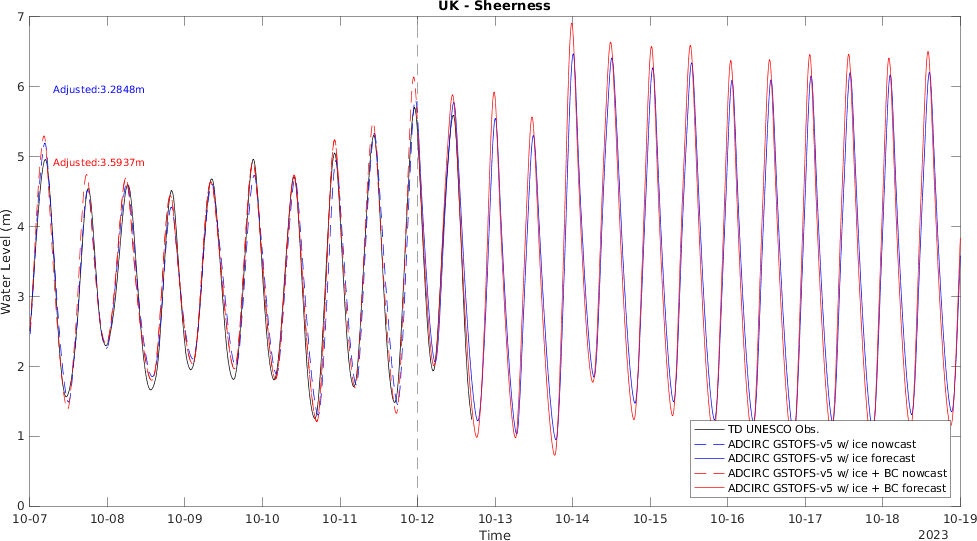 UK - Sheerness
7
6
5
4
3
2
1
0
Water Level (m)
Adjusted:3.2848m
Adjusted:3.5937m
TD UNESCO Obs.
ADCIRC GSTOFS-v5 w/ ice nowcast
ADCIRC GSTOFS-v5 w/ ice forecast
ADCIRC GSTOFS-v5 w/ ice + BC nowcast
ADCIRC GSTOFS-v5 w/ ice + BC forecast
10-07 10-08 10-09 10-10 10-11 10-12 10-13 10-14 10-15 10-16 10-17 10-18 10-19
Time
2023